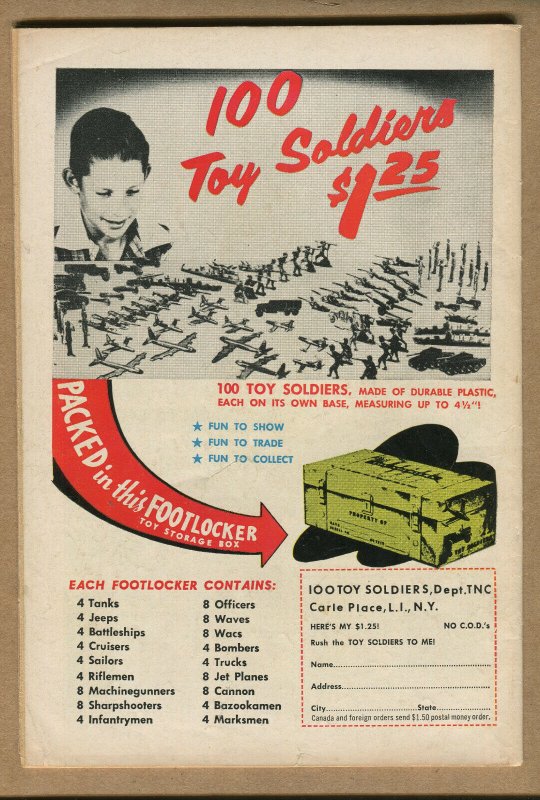 100
Toy Soldiers
$1.25
100 TOY SOLDIERS, MADE OF DURABLE PLASTIC,
EACH ON ITS OWN BASE, MEASURING UP TO 4½"!
★ FUN TO SHOW
★ FUN TO TRADE
★ FUN TO COLLECT
PACKED in this FOOTLOCKER
TOY STORAGE BOX
PROPERTY OF
EACH FOOTLOCKER CONTAINS:
4 Tanks
4 Jeeps
4 Battleships
4 Cruisers
4 Sailors
4 Riflemen
8 Machinegunners
8 Sharpshooters
4 Infantrymen
8 Officers
8 Waves
8 Wacs
4 Bombers
4 Trucks
8 Jet Planes
8 Cannon
4 Bazookamen
4 Marksmen
100 TOY SOLDIERS, Dept. TNC
Carle Place, L.I., N.Y.
HERE'S MY $1.25! NO C.O.D.'s
Rush the TOY SOLDIERS TO ME!
Name
Address
City State
Canada and foreign orders send $1.50 postal money order.